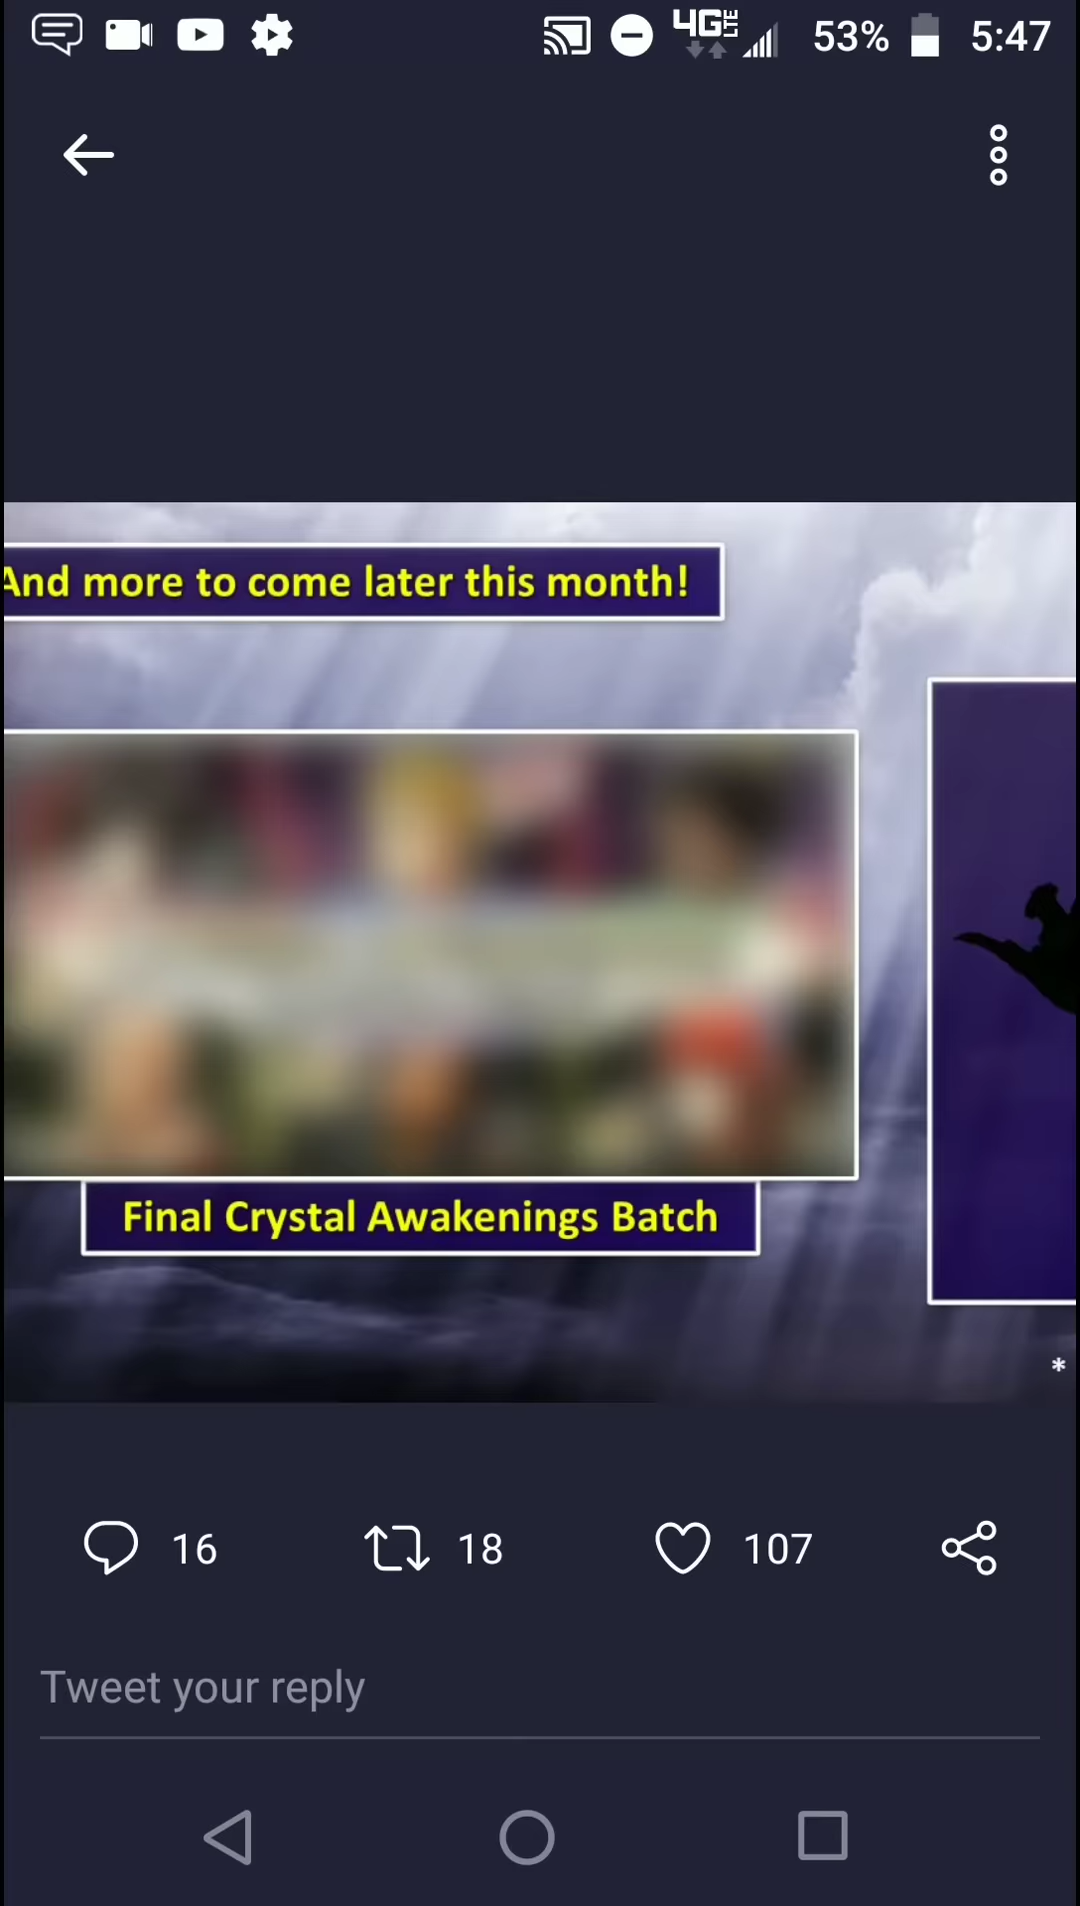 4G LTE 53% 5:47
And more to come later this month!
Final Crystal Awakenings Batch
*
16 18 107
Tweet your reply